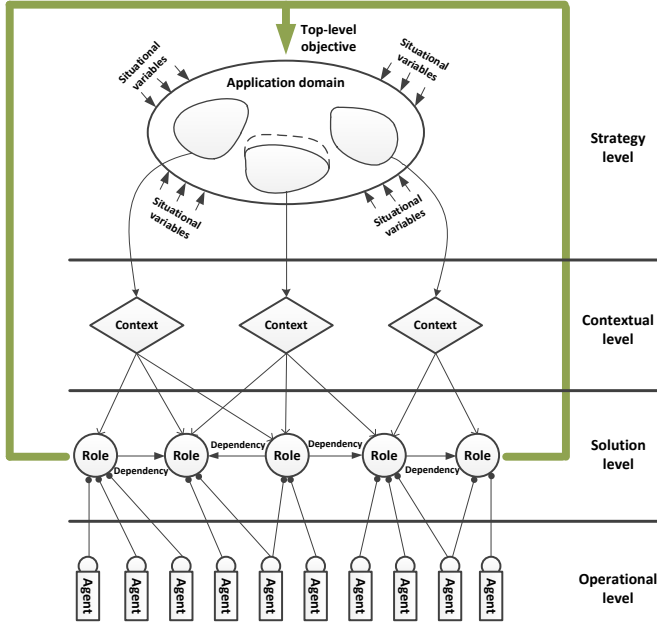 Top-level
objective
Situational
variables
Situational
variables
Application domain
Strategy
level
Situational
variables
Situational
variables
Contextual
level
Context
Context
Context
Solution
level
Role
Role
Role
Role
Role
Dependency
Dependency
Dependency
Dependency
Operational
level
Agent
Agent
Agent
Agent
Agent
Agent
Agent
Agent
Agent
Agent